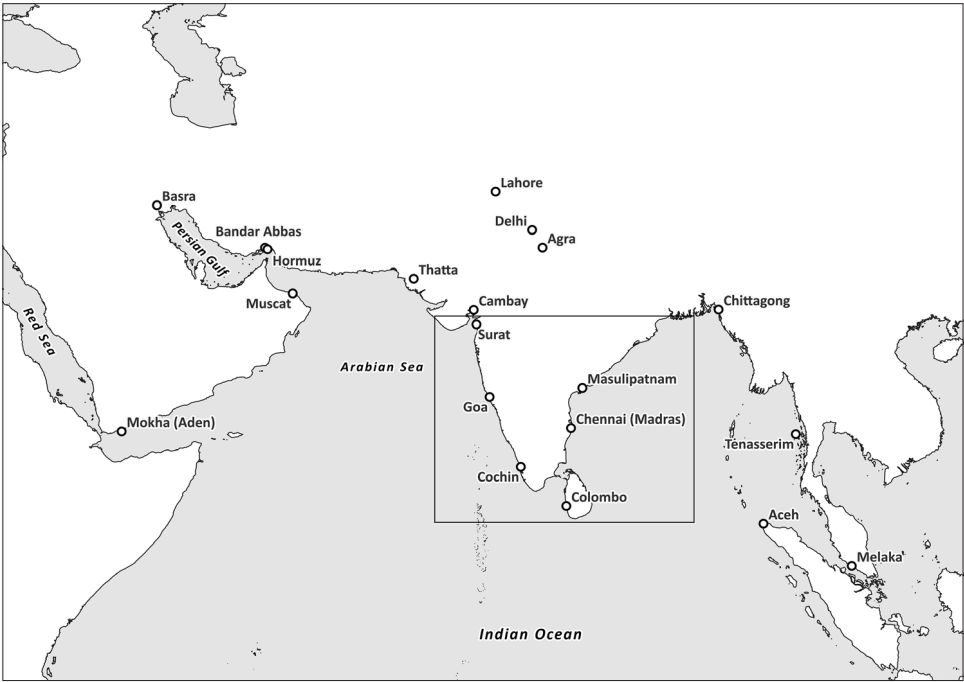 Lahore
Basra
Delhi
Bandar Abbas
Agra
Persian Gulf
Hormuz
Thatta
Muscat
Cambay
Chittagong
Red Sea
Surat
Arabian Sea
Masulipatnam
Goa
Mokha (Aden)
Chennai (Madras)
Tenasserim
Cochin
Colombo
Aceh
Melaka
Indian Ocean